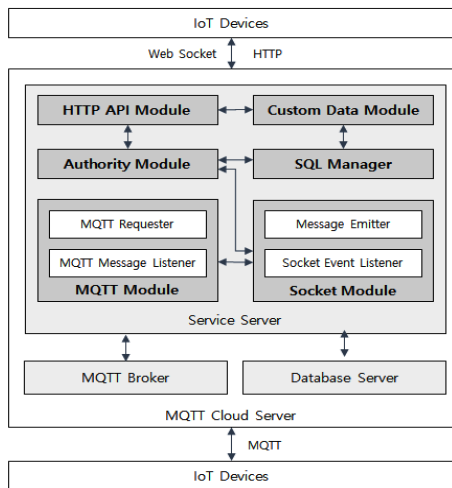 IoT Devices
Web Socket HTTP
HTTP API Module Custom Data Module
Authority Module SQL Manager
MQTT Requester Message Emitter
MQTT Message Listener Socket Event Listener
MQTT Module Socket Module
Service Server
MQTT Broker Database Server
MQTT Cloud Server
MQTT
IoT Devices